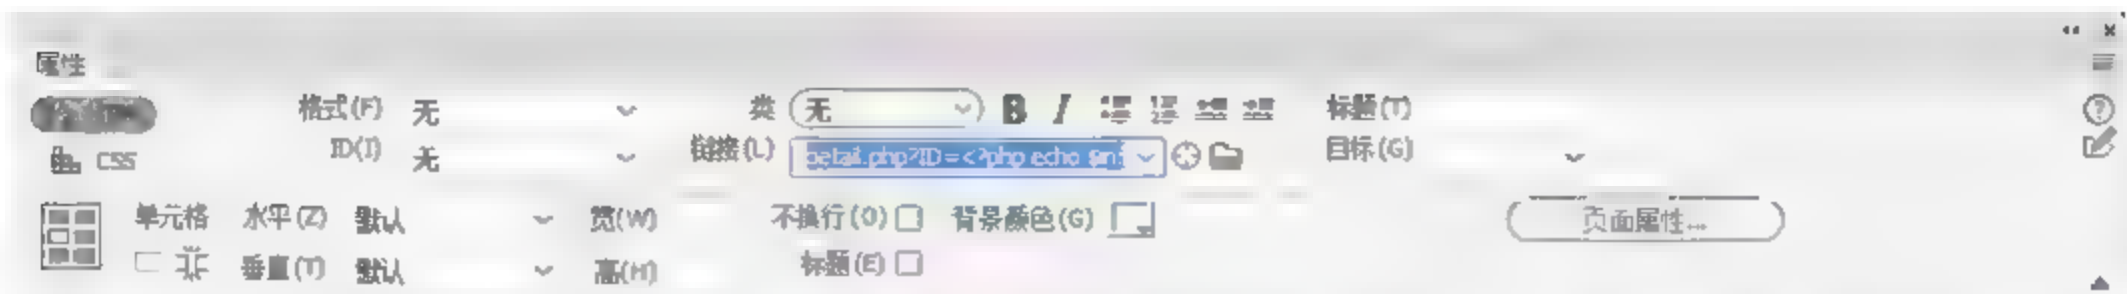 属性
格式(F) 无 类 无 B I 标题(T)
CSS ID(I) 无 链接(L) detail.php?ID=<?php echo $in 目标(G)
单元格 水平(Z) 默认 宽(W) 不换行(O) 背景颜色(G) 页面属性...
垂直(T) 默认 高(H) 标题(E)